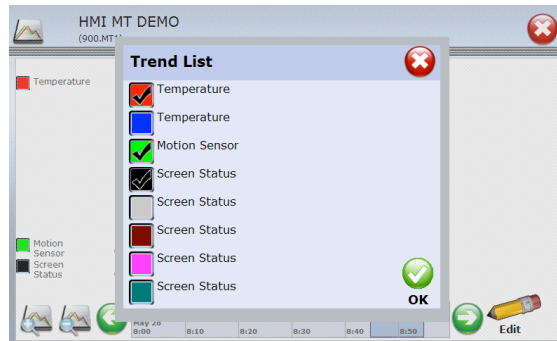 HMI MT DEMO
Trend List
Temperature
Temperature
Temperature
Motion Sensor
Screen Status
Screen Status
Screen Status
Screen Status
Screen Status
Motion
Sensor
Screen
Status
OK
8:00
8:10
8:20
8:30
8:40
8:50
Edit